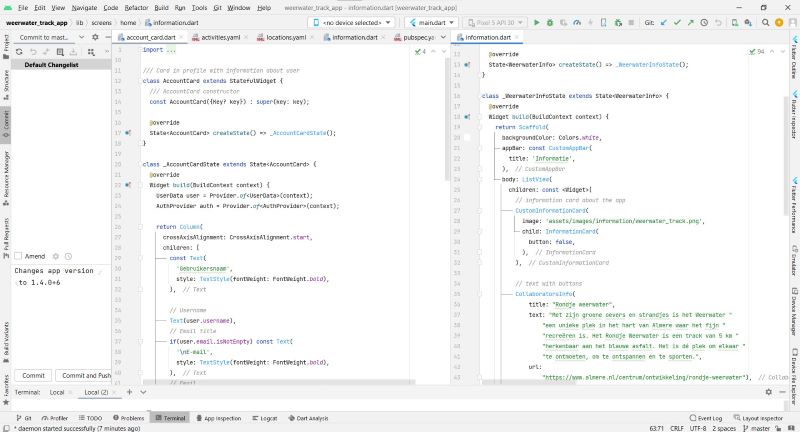 File Edit View Navigate Code Analyze Refactor Build Run Tools Git Window Help weerwater_track_app - information.dart [weerwater_track_app]
weerwater_track_app lib screens home information.dart
<no device selected> main.dart Pixel 5 API 30 Git:
Commit to mast...
account_card.dart activities.yaml locations.yaml information.dart pubspec.ya
information.dart
Project
Structure
Commit
Resource Manager
Pull Requests
Build Variants
Favorites
Default Changelist
Amend
Changes app version
to 1.4.0+6
Commit Commit and Push
4
import ...
/// Card in profile with information about user
class AccountCard extends StatefulWidget {
/// AccountCard constructor
const AccountCard({Key? key}) : super(key: key);
@override
State<AccountCard> createState() => _AccountCardState();
}
class _AccountCardState extends State<AccountCard> {
@override
Widget build(BuildContext context) {
UserData user = Provider.of<UserData>(context);
AuthProvider auth = Provider.of<AuthProvider>(context);
return Column(
crossAxisAlignment: CrossAxisAlignment.start,
children: [
const Text(
'Gebruikersnaam',
style: TextStyle(fontWeight: FontWeight.bold),
), // Text
// Username
Text(user.username),
// Email title
if(user.email.isNotEmpty) const Text(
'\nE-mail',
style: TextStyle(fontWeight: FontWeight.bold),
), // Text
// Email
94
@override
State<WeerwaterInfo> createState() => _WeerwaterInfoState();
}
class _WeerwaterInfoState extends State<WeerwaterInfo> {
@override
Widget build(BuildContext context) {
return Scaffold(
backgroundColor: Colors.white,
appBar: const CustomAppBar(
title: 'Informatie',
), // CustomAppBar
body: ListView(
children: const <Widget>[
// information card about the app
CustomInformationCard(
image: 'assets/images/information/weerwater_track.png',
child: InformationCard(
button: false,
), // InformationCard
), // CustomInformationCard
// text with buttons
CollaboratorsInfo(
title: "Rondje weerwater",
text: "Met zijn groene oevers en strandjes is het Weerwater "
"een unieke plek in het hart van Almere waar het fijn "
"recreëren is. Het Rondje Weerwater is een track van 5 km "
"herkenbaar aan het blauwe asfalt. Het is dé plek om elkaar "
"te ontmoeten, om te ontspannen én te sporten.",
url:
"https://www.almere.nl/centrum/ontwikkeling/rondje-weerwater"), // Collab
Flutter Outline
Flutter Inspector
Flutter Performance
Emulator
Device Manager
Device File Explorer
Terminal: Local Local (2)
Git Profiler TODO Problems Terminal App Inspection Logcat Dart Analysis Event Log Layout Inspector
* daemon started successfully (7 minutes ago) 63:71 CRLF UTF-8 2 spaces master